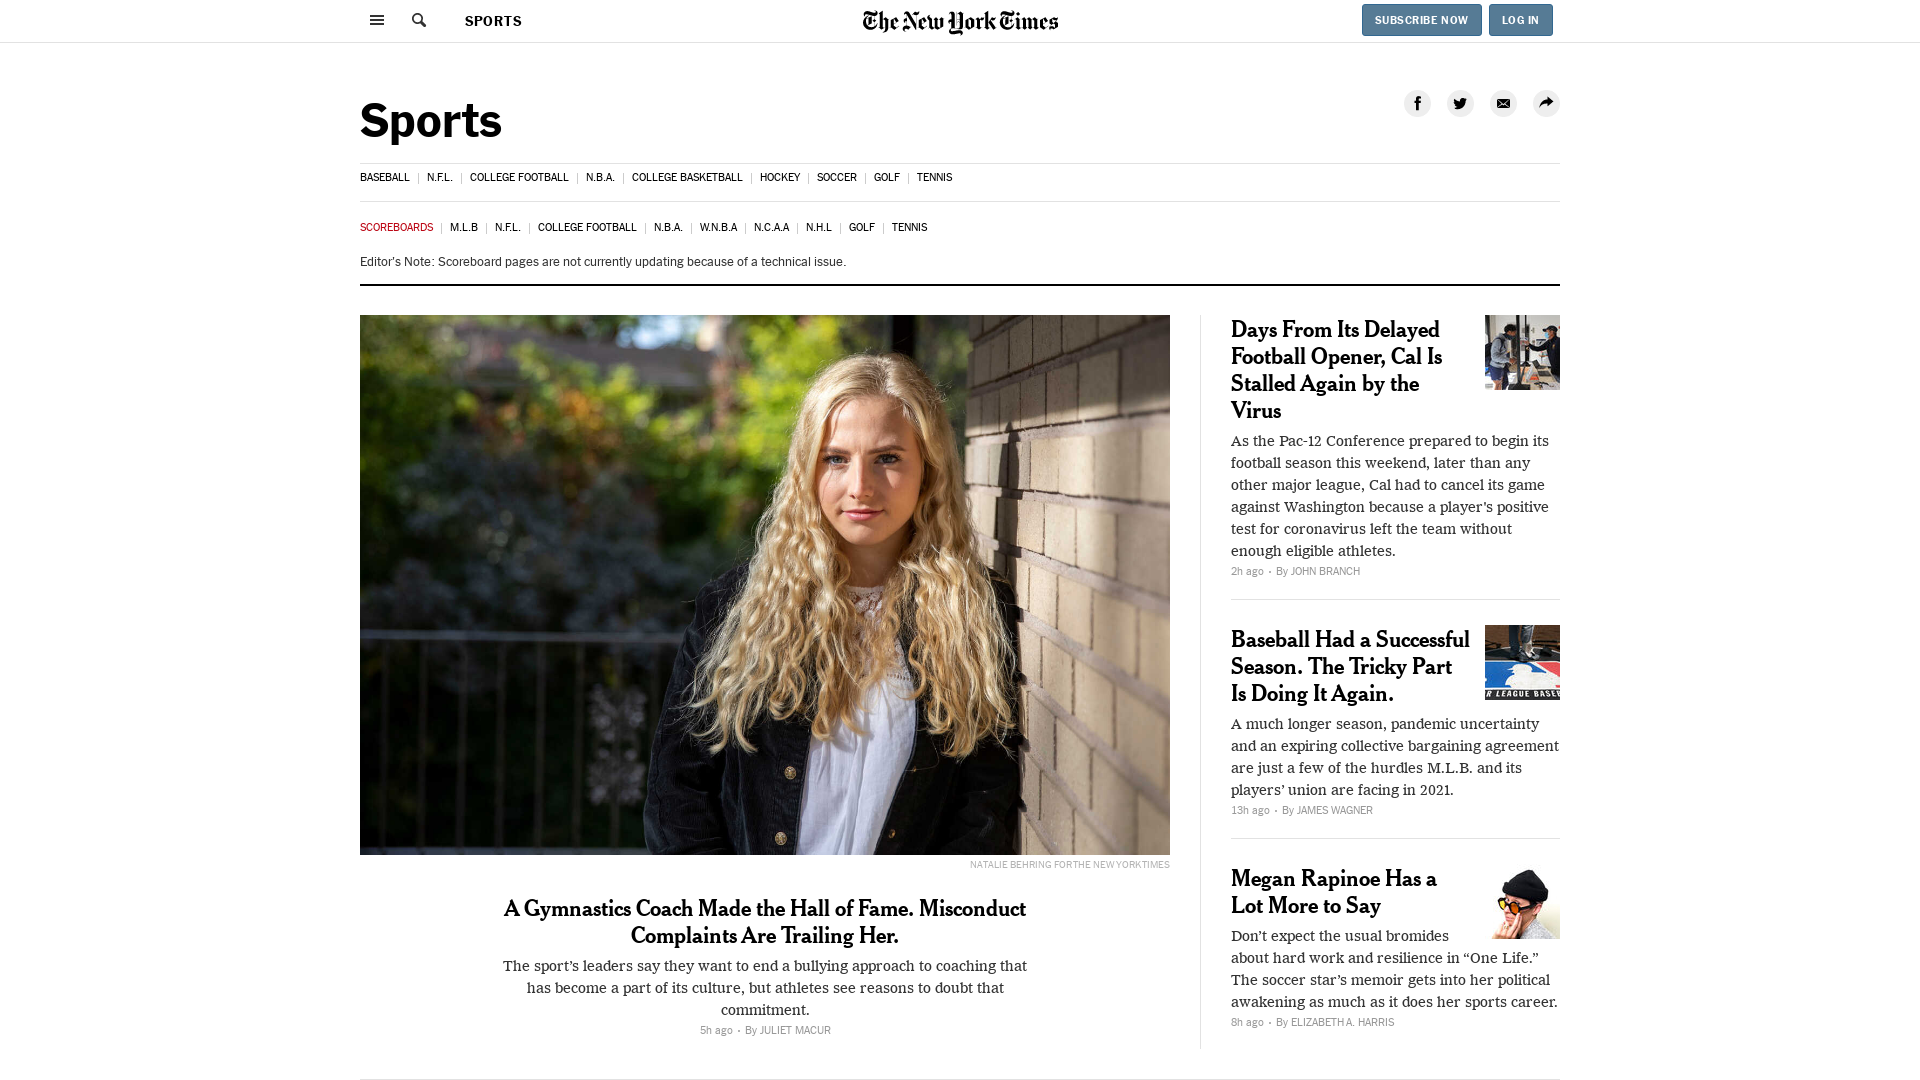 SPORTS
The New York Times
SUBSCRIBE NOW
LOG IN
Sports
BASEBALL N.F.L. COLLEGE FOOTBALL N.B.A. COLLEGE BASKETBALL HOCKEY SOCCER GOLF TENNIS
SCOREBOARDS M.L.B N.F.L. COLLEGE FOOTBALL N.B.A. W.N.B.A N.C.A.A N.H.L GOLF TENNIS
Editor's Note: Scoreboard pages are not currently updating because of a technical issue.
NATALIE BEHRING FOR THE NEW YORK TIMES
A Gymnastics Coach Made the Hall of Fame. Misconduct
Complaints Are Trailing Her.
The sport’s leaders say they want to end a bullying approach to coaching that
has become a part of its culture, but athletes see reasons to doubt that
commitment.
5h ago • By JULIET MACUR
Days From Its Delayed
Football Opener, Cal Is
Stalled Again by the
Virus
As the Pac-12 Conference prepared to begin its
football season this weekend, later than any
other major league, Cal had to cancel its game
against Washington because a player's positive
test for coronavirus left the team without
enough eligible athletes.
2h ago • By JOHN BRANCH
Baseball Had a Successful
Season. The Tricky Part
Is Doing It Again.
R LEAGUE BASEB
A much longer season, pandemic uncertainty
and an expiring collective bargaining agreement
are just a few of the hurdles M.L.B. and its
players’ union are facing in 2021.
13h ago • By JAMES WAGNER
Megan Rapinoe Has a
Lot More to Say
Don’t expect the usual bromides
about hard work and resilience in “One Life.”
The soccer star’s memoir gets into her political
awakening as much as it does her sports career.
8h ago • By ELIZABETH A. HARRIS